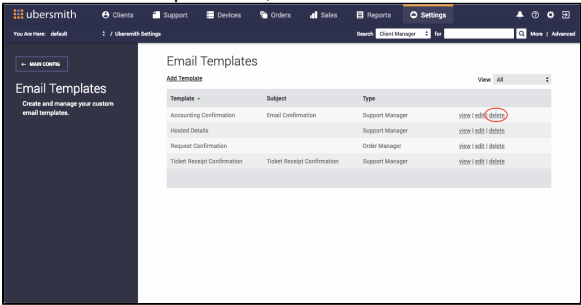 ubersmith Clients Support Devices Orders Sales Reports Settings
You Are Here: default / Ubersmith Settings Search Client Manager for More | Advanced
← MAIN CONFIG
Email Templates
Create and manage your custom
email templates.
Email Templates
Add Template
View: All
Template Subject Type
Accounting Confirmation Email Confirmation Support Manager view | edit | delete
Hosted Details Support Manager view | edit | delete
Request Confirmation Order Manager view | edit | delete
Ticket Receipt Confirmation Ticket Receipt Confirmation Support Manager view | edit | delete